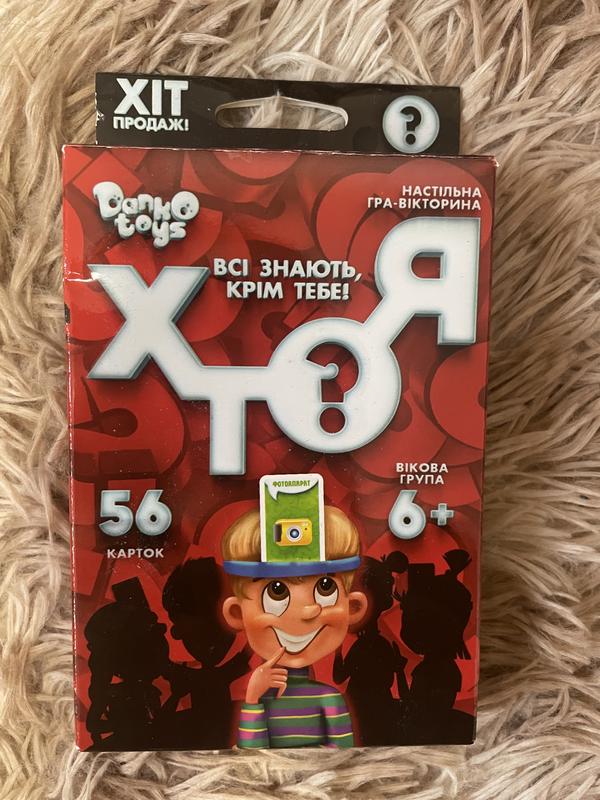 ХІТ
ПРОДАЖ!
?
Danko
toys
НАСТІЛЬНА
ГРА-ВІКТОРИНА
ВСІ ЗНАЮТЬ,
КРІМ ТЕБЕ!
ХТО Я
?
56
КАРТОК
ВІКОВА
ГРУПА
6+
ФОТОАПАРАТ